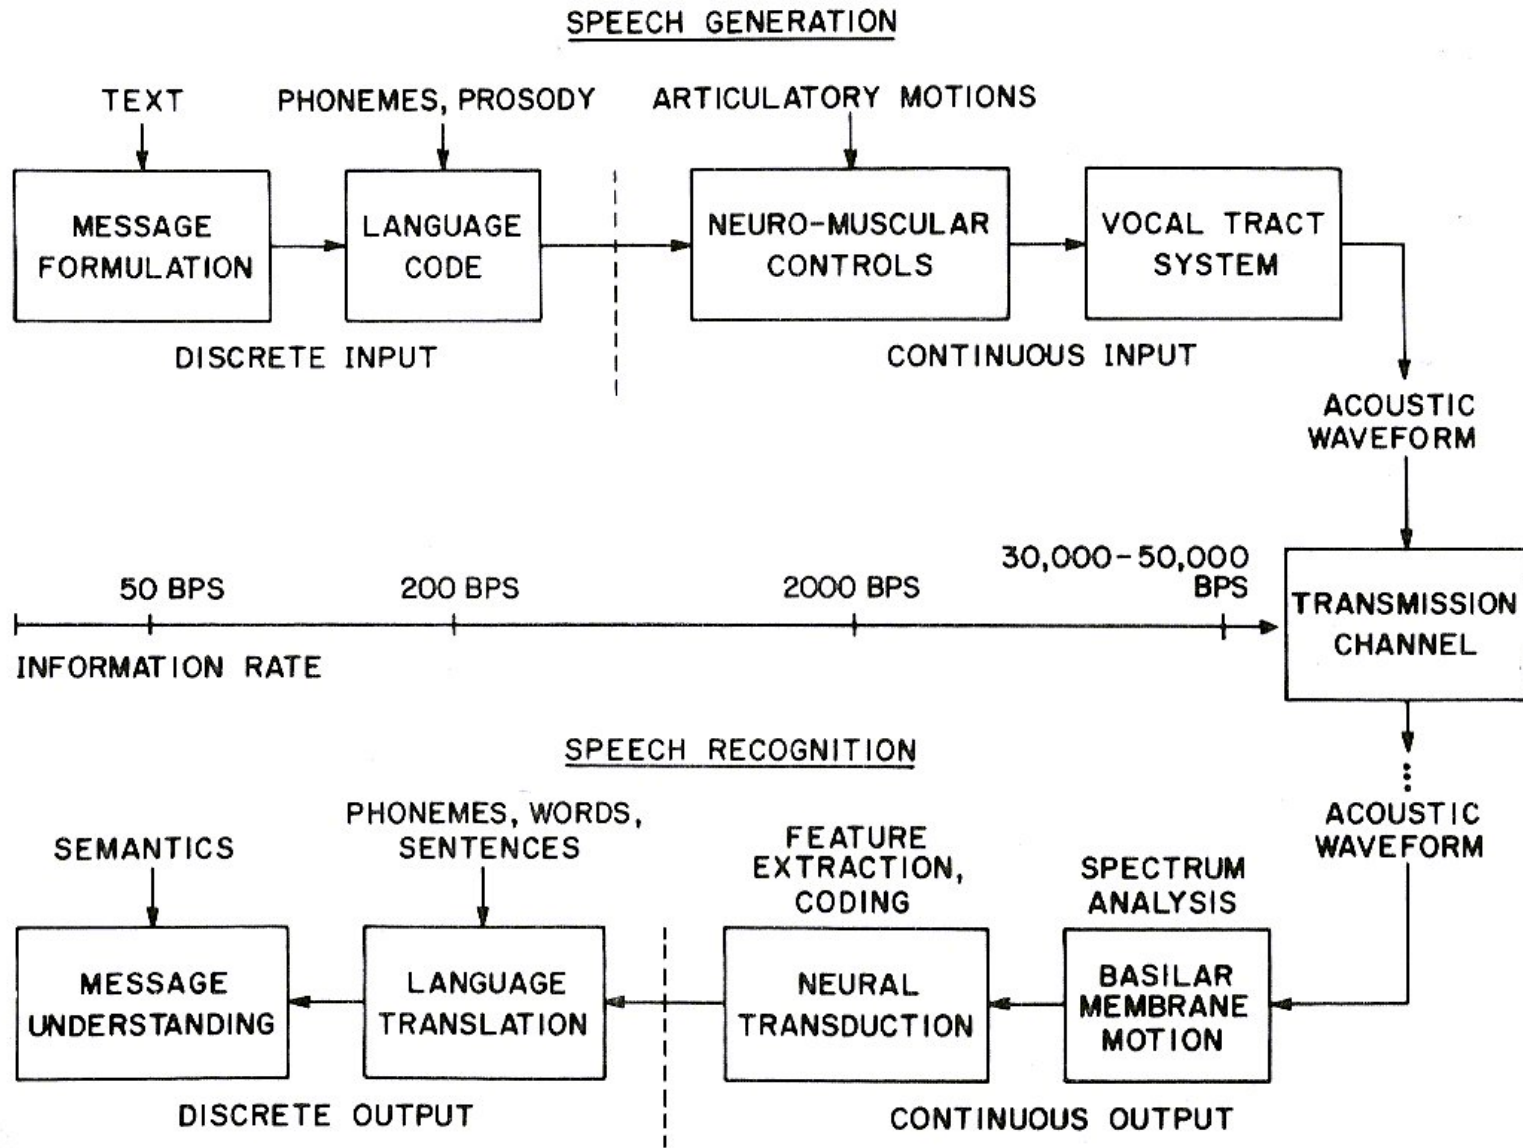 SPEECH GENERATION
TEXT
PHONEMES, PROSODY
ARTICULATORY MOTIONS
MESSAGE
FORMULATION
LANGUAGE
CODE
NEURO-MUSCULAR
CONTROLS
VOCAL TRACT
SYSTEM
DISCRETE INPUT
CONTINUOUS INPUT
ACOUSTIC
WAVEFORM
50 BPS
200 BPS
2000 BPS
30,000-50,000
BPS
INFORMATION RATE
TRANSMISSION
CHANNEL
SPEECH RECOGNITION
SEMANTICS
PHONEMES, WORDS,
SENTENCES
FEATURE
EXTRACTION,
CODING
SPECTRUM
ANALYSIS
ACOUSTIC
WAVEFORM
MESSAGE
UNDERSTANDING
LANGUAGE
TRANSLATION
NEURAL
TRANSDUCTION
BASILAR
MEMBRANE
MOTION
DISCRETE OUTPUT
CONTINUOUS OUTPUT